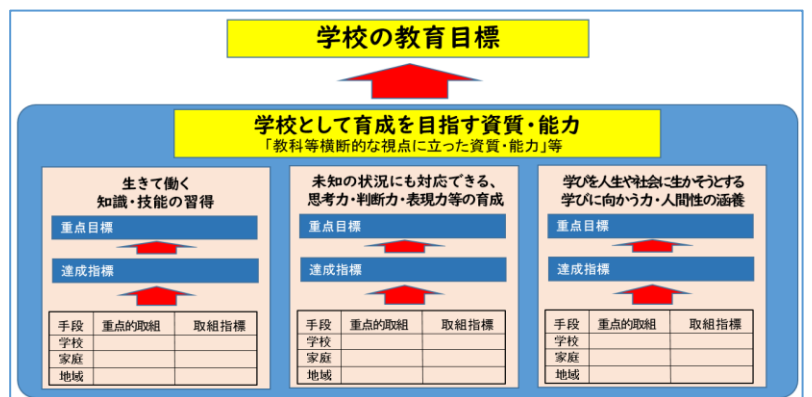 学校の教育目標
学校として育成を目指す資質・能力
「教科等横断的な視点に立った資質・能力」等
生きて働く
知識・技能の習得
重点目標
達成指標
手段 重点的取組 取組指標
学校
家庭
地域
未知の状況にも対応できる、
思考力・判断力・表現力等の育成
重点目標
達成指標
手段 重点的取組 取組指標
学校
家庭
地域
学びを人生や社会に生かそうとする
学びに向かう力・人間性の涵養
重点目標
達成指標
手段 重点的取組 取組指標
学校
家庭
地域